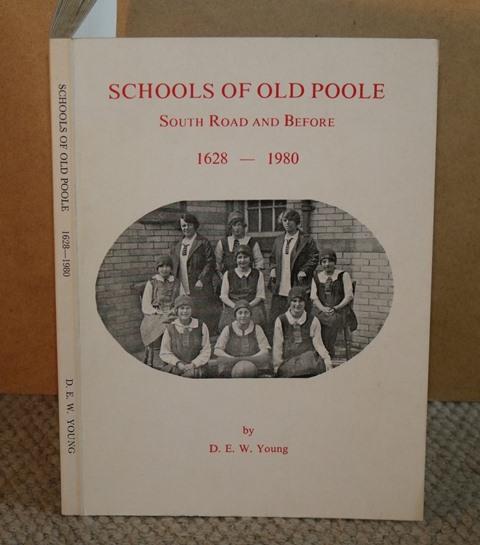 SCHOOLS OF OLD POOLE
SOUTH ROAD AND BEFORE
1628 — 1980
by
D. E. W. Young
SCHOOLS OF OLD POOLE 1628—1980 D. E. W. YOUNG